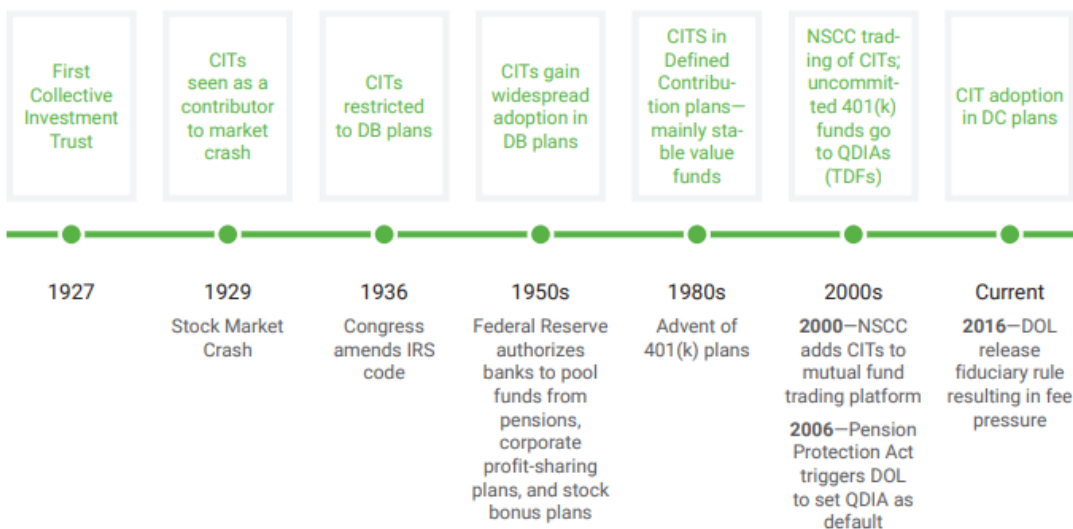 First
Collective
Investment
Trust
CITs
seen as a
contributor
to market
crash
CITs
restricted
to DB plans
CITs gain
widespread
adoption in
DB plans
CITS in
Defined
Contribu-
tion plans—
mainly sta-
ble value
funds
NSCC trad-
ing of CITs;
uncommit-
ted 401(k)
funds go
to QDIAs
(TDFs)
CIT adoption
in DC plans
1927
1929
Stock Market
Crash
1936
Congress
amends IRS
code
1950s
Federal Reserve
authorizes
banks to pool
funds from
pensions,
corporate
profit-sharing
plans, and stock
bonus plans
1980s
Advent of
401(k) plans
2000s
2000—NSCC
adds CITs to
mutual fund
trading platform
2006—Pension
Protection Act
triggers DOL
to set QDIA as
default
Current
2016—DOL
release
fiduciary rule
resulting in fee
pressure